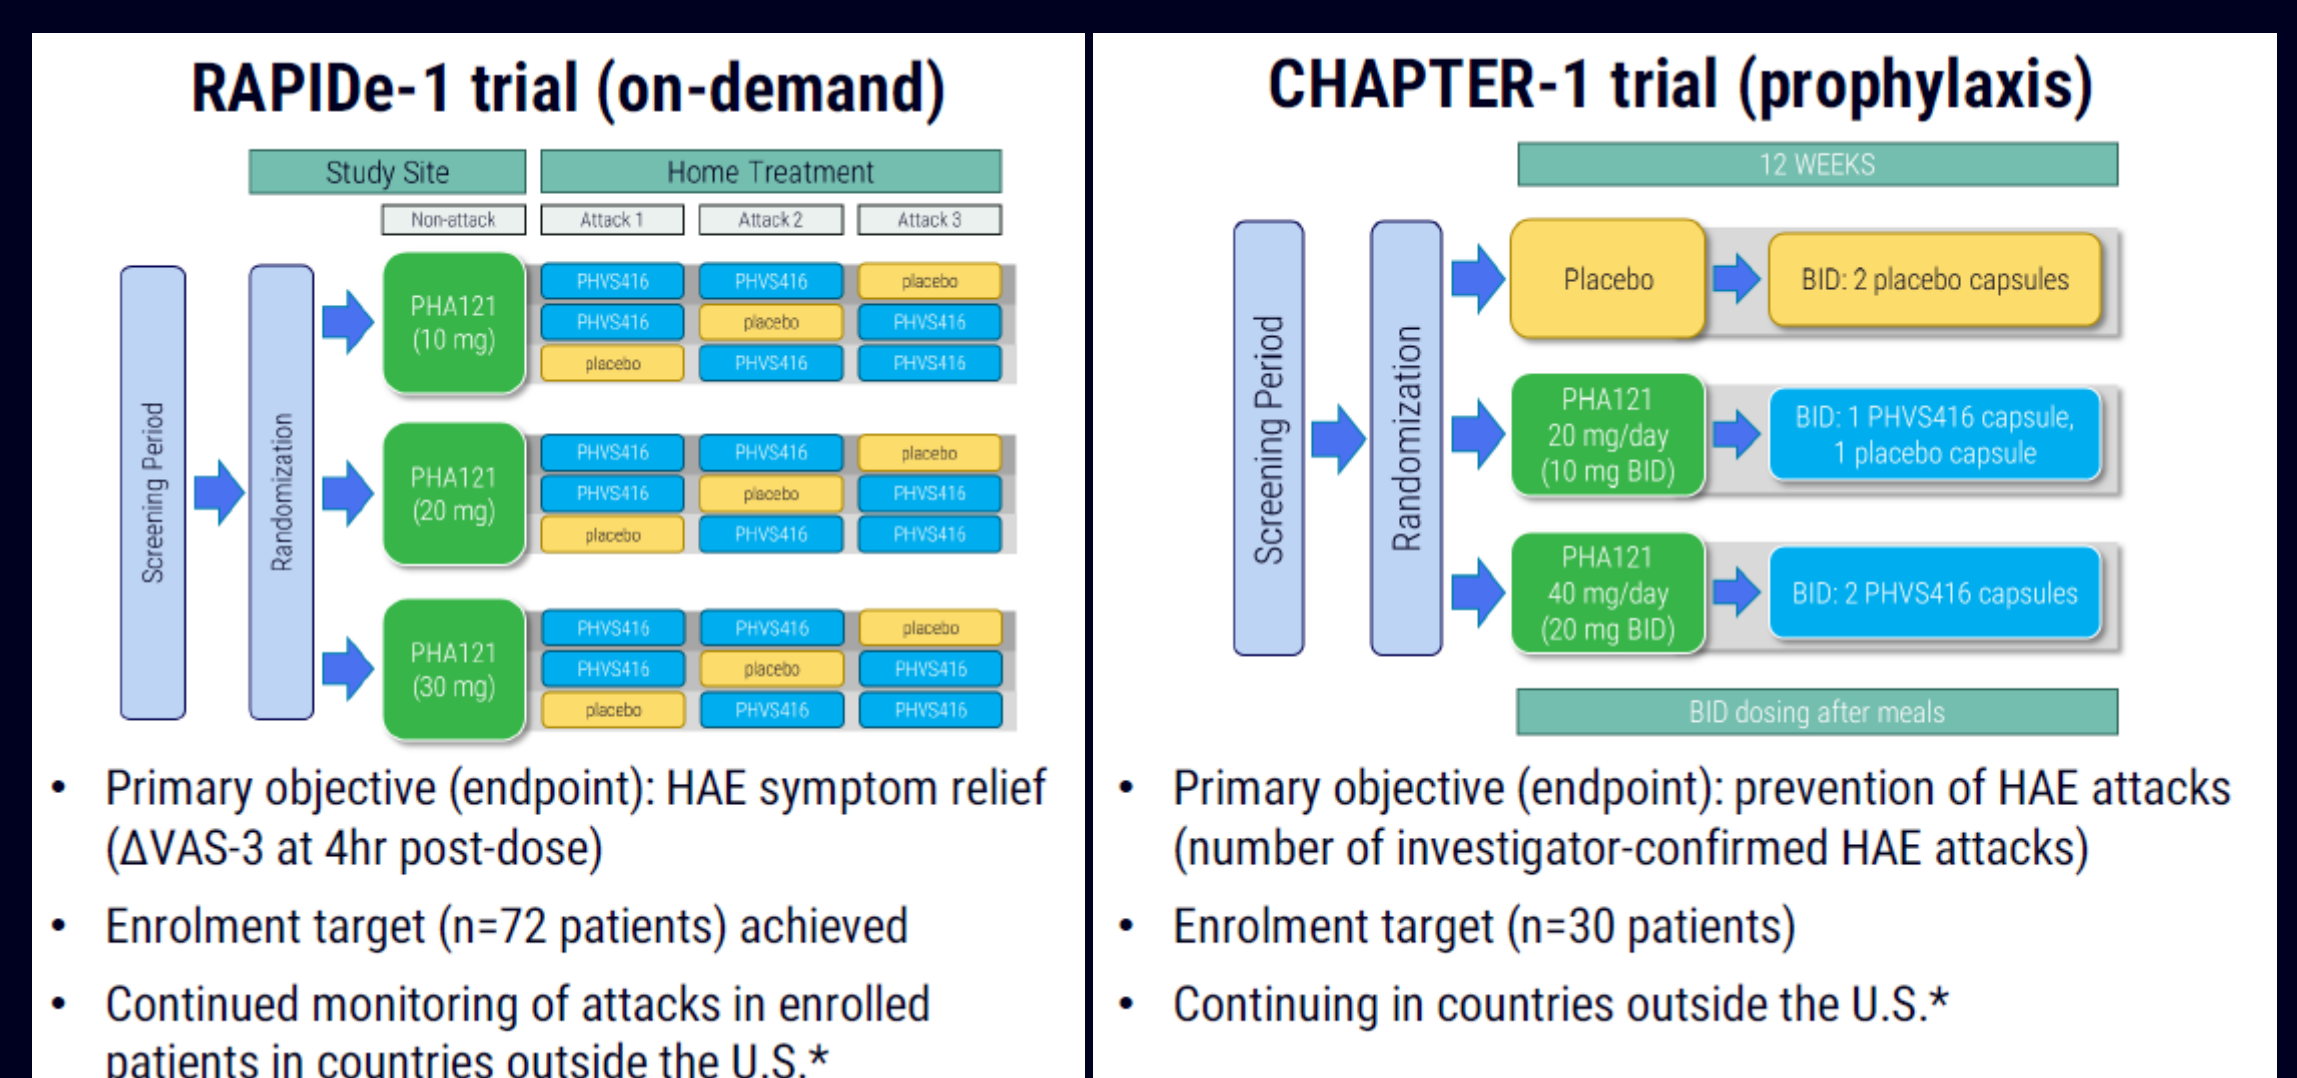 RAPIDe-1 trial (on-demand)
Study Site
Home Treatment
Non-attack
Attack 1
Attack 2
Attack 3
Screening Period
Randomization
PHA121
(10 mg)
PHVS416
PHVS416
placebo
PHVS416
placebo
PHVS416
placebo
PHVS416
PHVS416
PHA121
(20 mg)
PHVS416
PHVS416
placebo
PHVS416
placebo
PHVS416
placebo
PHVS416
PHVS416
PHA121
(30 mg)
PHVS416
PHVS416
placebo
PHVS416
placebo
PHVS416
placebo
PHVS416
PHVS416
• Primary objective (endpoint): HAE symptom relief
(ΔVAS-3 at 4hr post-dose)
• Enrolment target (n=72 patients) achieved
• Continued monitoring of attacks in enrolled
patients in countries outside the U.S.*
CHAPTER-1 trial (prophylaxis)
12 WEEKS
Screening Period
Randomization
Placebo
BID: 2 placebo capsules
PHA121
20 mg/day
(10 mg BID)
BID: 1 PHVS416 capsule,
1 placebo capsule
PHA121
40 mg/day
(20 mg BID)
BID: 2 PHVS416 capsules
BID dosing after meals
• Primary objective (endpoint): prevention of HAE attacks
(number of investigator-confirmed HAE attacks)
• Enrolment target (n=30 patients)
• Continuing in countries outside the U.S.*